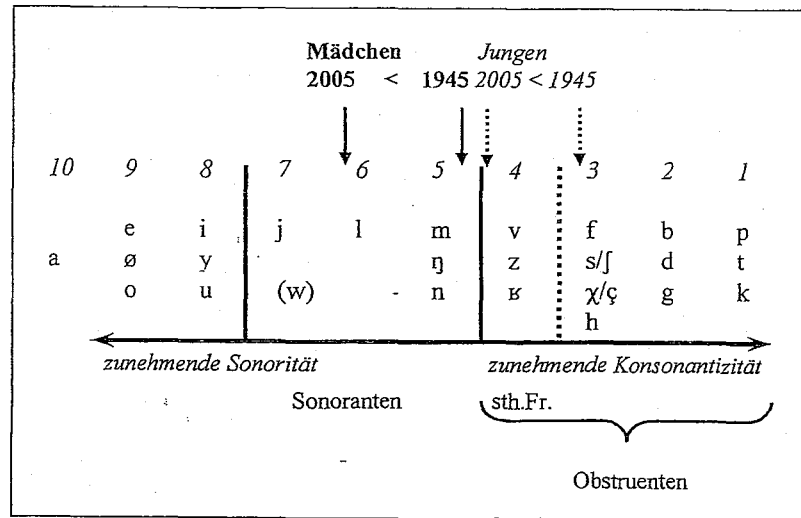 Mädchen Jungen
2005 < 1945 2005 < 1945
10 9 8 7 6 5 4 3 2 1
e i j l m v f b p
a ø y ŋ z s/ʃ d t
o u (w) n ʁ χ/ç g k
h
zunehmende Sonorität zunehmende Konsonantizität
Sonoranten sth.Fr.
Obstruenten